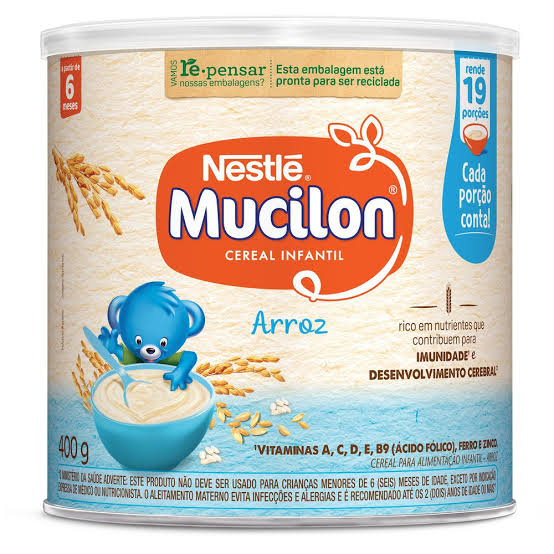 a partir de
6
meses
VAMOS
re·pensar
nossas embalagens?
Esta embalagem está
pronta para ser reciclada
rende
19
porções
Cada
porção
conta!
Nestlé®
Mucilon®
CEREAL INFANTIL
Arroz
rico em nutrientes que
contribuem para
IMUNIDADE¹ e
DESENVOLVIMENTO CEREBRAL¹
400 g
¹VITAMINAS A, C, D, E, B9 (ÁCIDO FÓLICO), FERRO E ZINCO.
CEREAL PARA ALIMENTAÇÃO INFANTIL - ARROZ
"O MINISTÉRIO DA SAÚDE ADVERTE: ESTE PRODUTO NÃO DEVE SER USADO PARA CRIANÇAS MENORES DE 6 (SEIS) MESES DE IDADE, EXCETO POR INDICAÇÃO
EXPRESSA DE MÉDICO OU NUTRICIONISTA. O ALEITAMENTO MATERNO EVITA INFECÇÕES E ALERGIAS E É RECOMENDADO ATÉ OS 2 (DOIS) ANOS DE IDADE OU MAIS"